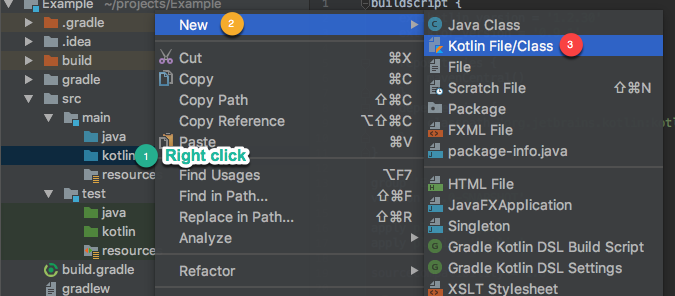 Example ~/projects/Example
.gradle
.idea
build
gradle
src
main
java
kotlin
resource
test
java
kotlin
resource
build.gradle
gradlew
1 Right click
New 2
Cut ⌘X
Copy ⌘C
Copy Path ⇧⌘C
Copy Reference ⌥⇧⌘C
Paste ⌘V
Find Usages ⌥F7
Find in Path... ⇧⌘F
Replace in Path... ⇧⌘R
Analyze
Refactor
buildscript {
Java Class
Kotlin File/Class 3
File
Scratch File ⇧⌘N
Package
FXML File
package-info.java
HTML File
JavaFXApplication
Singleton
Gradle Kotlin DSL Build Script
Gradle Kotlin DSL Settings
XSLT Stylesheet